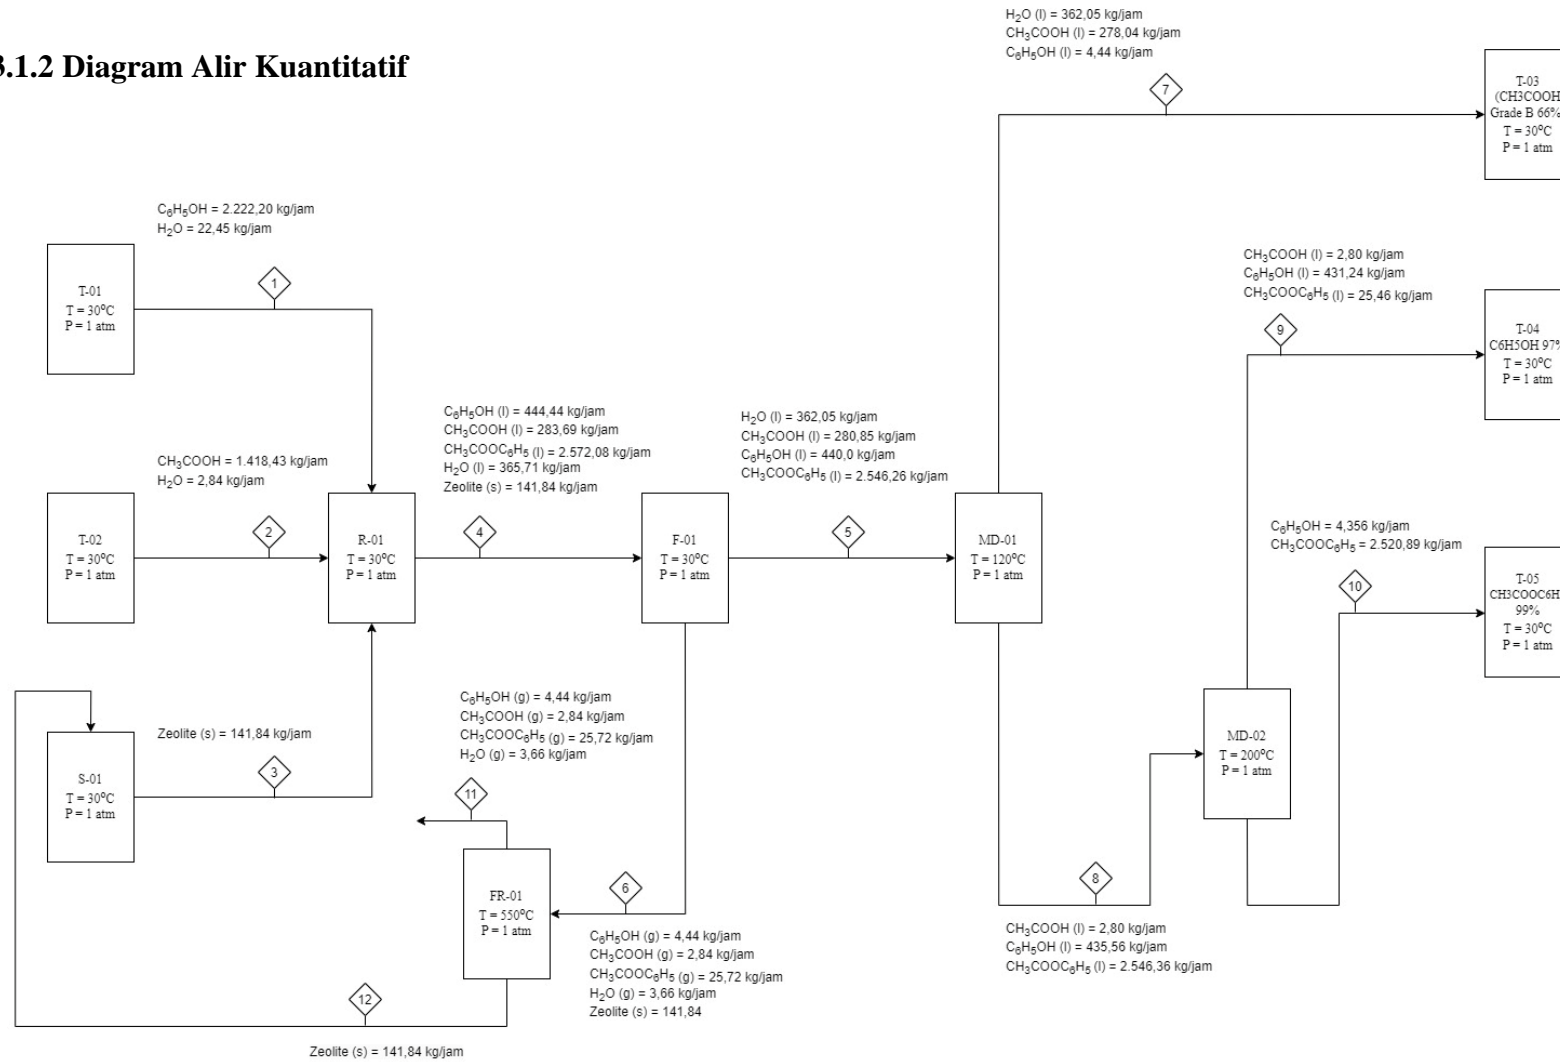 3.1.2 Diagram Alir Kuantitatif
H₂O (l) = 362,05 kg/jam
CH₃COOH (l) = 278,04 kg/jam
C₆H₅OH (l) = 4,44 kg/jam
7
T-03
(CH3COOH
Grade B 66%
T = 30⁰C
P = 1 atm
C₆H₅OH = 2.222,20 kg/jam
H₂O = 22,45 kg/jam
1
T-01
T = 30⁰C
P = 1 atm
CH₃COOH (l) = 2,80 kg/jam
C₆H₅OH (l) = 431,24 kg/jam
CH₃COOC₆H₅ (l) = 25,46 kg/jam
9
T-04
C6H5OH 97%
T = 30⁰C
P = 1 atm
CH₃COOH = 1.418,43 kg/jam
H₂O = 2,84 kg/jam
2
T-02
T = 30⁰C
P = 1 atm
R-01
T = 30⁰C
P = 1 atm
C₆H₅OH (l) = 444,44 kg/jam
CH₃COOH (l) = 283,69 kg/jam
CH₃COOC₆H₅ (l) = 2.572,08 kg/jam
H₂O (l) = 365,71 kg/jam
Zeolite (s) = 141,84 kg/jam
4
F-01
T = 30⁰C
P = 1 atm
H₂O (l) = 362,05 kg/jam
CH₃COOH (l) = 280,85 kg/jam
C₆H₅OH (l) = 440,0 kg/jam
CH₃COOC₆H₅ (l) = 2.546,26 kg/jam
5
MD-01
T = 120⁰C
P = 1 atm
C₆H₅OH = 4,356 kg/jam
CH₃COOC₆H₅ = 2.520,89 kg/jam
10
T-05
CH3COOC6H
99%
T = 30⁰C
P = 1 atm
Zeolite (s) = 141,84 kg/jam
3
S-01
T = 30⁰C
P = 1 atm
C₆H₅OH (g) = 4,44 kg/jam
CH₃COOH (g) = 2,84 kg/jam
CH₃COOC₆H₅ (g) = 25,72 kg/jam
H₂O (g) = 3,66 kg/jam
11
MD-02
T = 200⁰C
P = 1 atm
FR-01
T = 550⁰C
P = 1 atm
6
C₆H₅OH (g) = 4,44 kg/jam
CH₃COOH (g) = 2,84 kg/jam
CH₃COOC₆H₅ (g) = 25,72 kg/jam
H₂O (g) = 3,66 kg/jam
Zeolite (s) = 141,84
8
CH₃COOH (l) = 2,80 kg/jam
C₆H₅OH (l) = 435,56 kg/jam
CH₃COOC₆H₅ (l) = 2.546,36 kg/jam
12
Zeolite (s) = 141,84 kg/jam